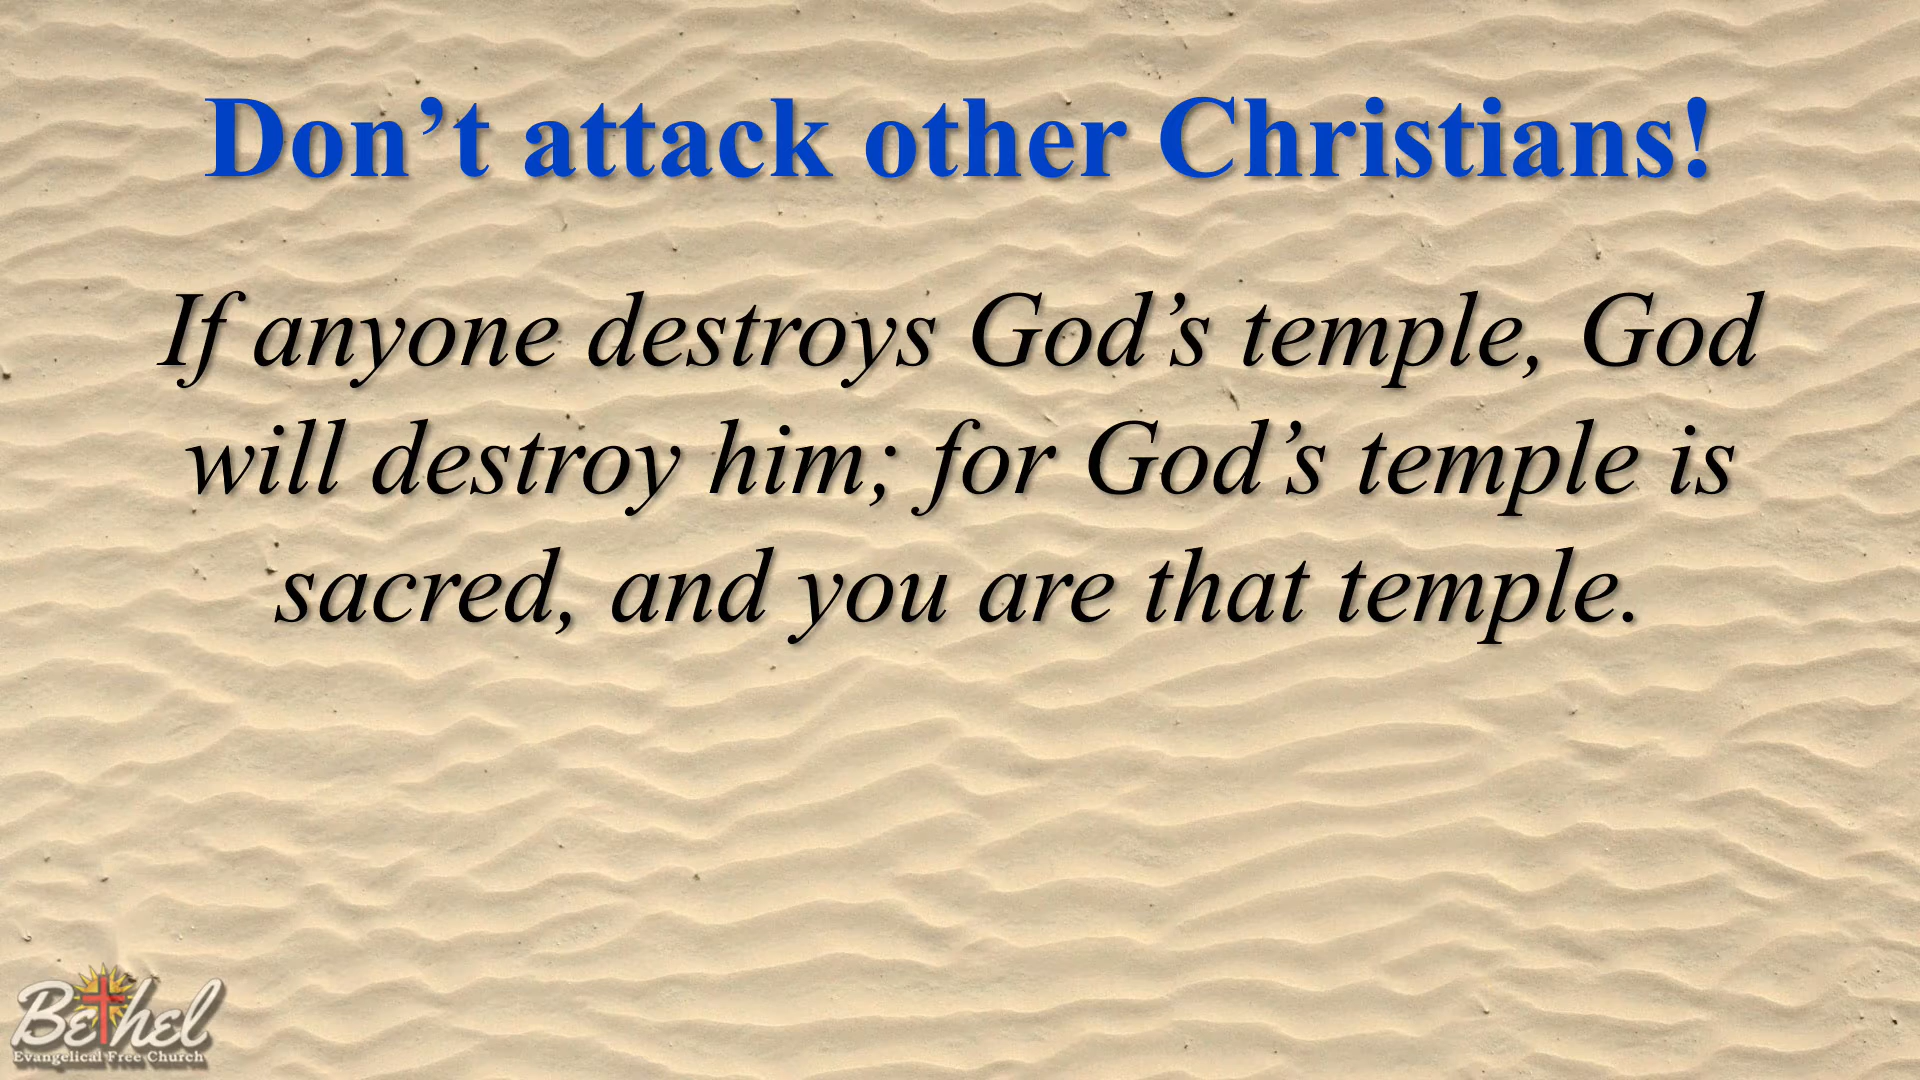 Don’t attack other Christians!
If anyone destroys God’s temple, God
will destroy him; for God’s temple is
sacred, and you are that temple.
Bethel
Evangelical Free Church